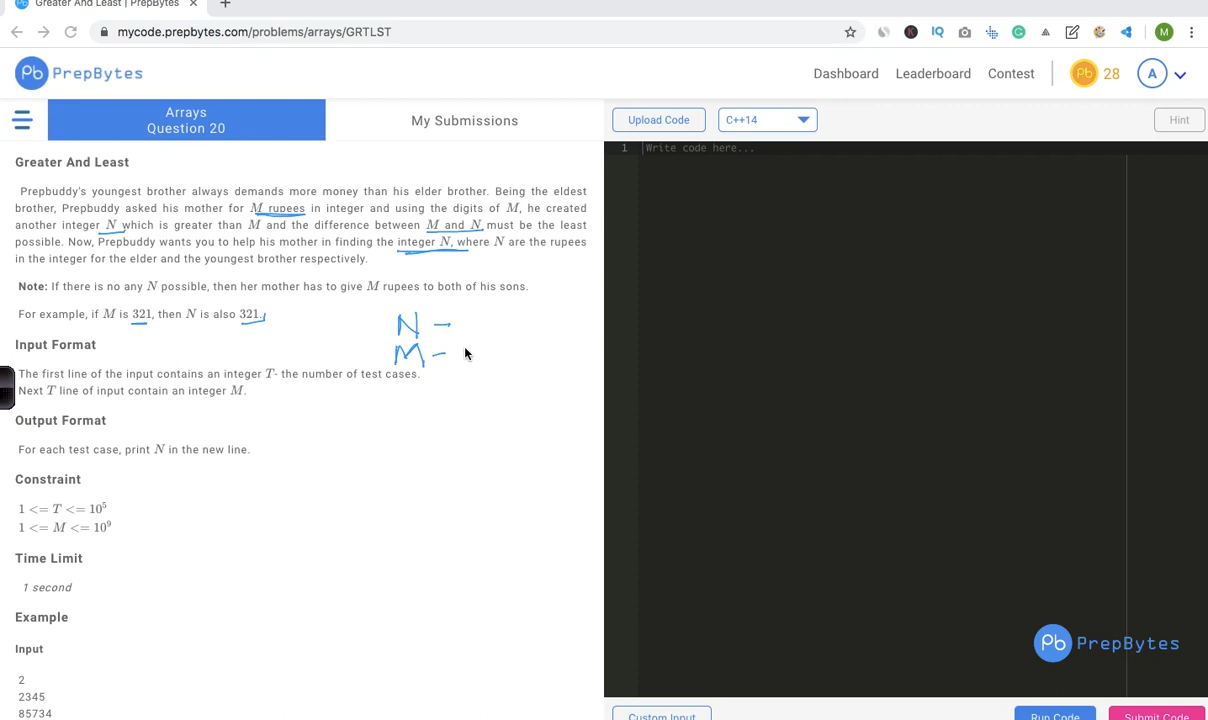 Greater And Least | PrepBytes
mycode.prepbytes.com/problems/arrays/GRTLST
IQ
M
Pb PrepBytes
Dashboard Leaderboard Contest Pb 28 A
Arrays
Question 20
My Submissions
Upload Code C++14 Hint
1 Write code here...
Greater And Least
Prepbuddy's youngest brother always demands more money than his elder brother. Being the eldest
brother, Prepbuddy asked his mother for M rupees in integer and using the digits of M, he created
another integer N which is greater than M and the difference between M and N must be the least
possible. Now, Prepbuddy wants you to help his mother in finding the integer N, where N are the rupees
in the integer for the elder and the youngest brother respectively.
Note: If there is no any N possible, then her mother has to give M rupees to both of his sons.
For example, if M is 321, then N is also 321.
N -
M -
Input Format
The first line of the input contains an integer T- the number of test cases.
Next T line of input contain an integer M.
Output Format
For each test case, print N in the new line.
Constraint
1 <= T <= 10⁵
1 <= M <= 10⁹
Time Limit
1 second
Example
Input
2
2345
85734
Pb PrepBytes
Custom Input Run Code Submit Code